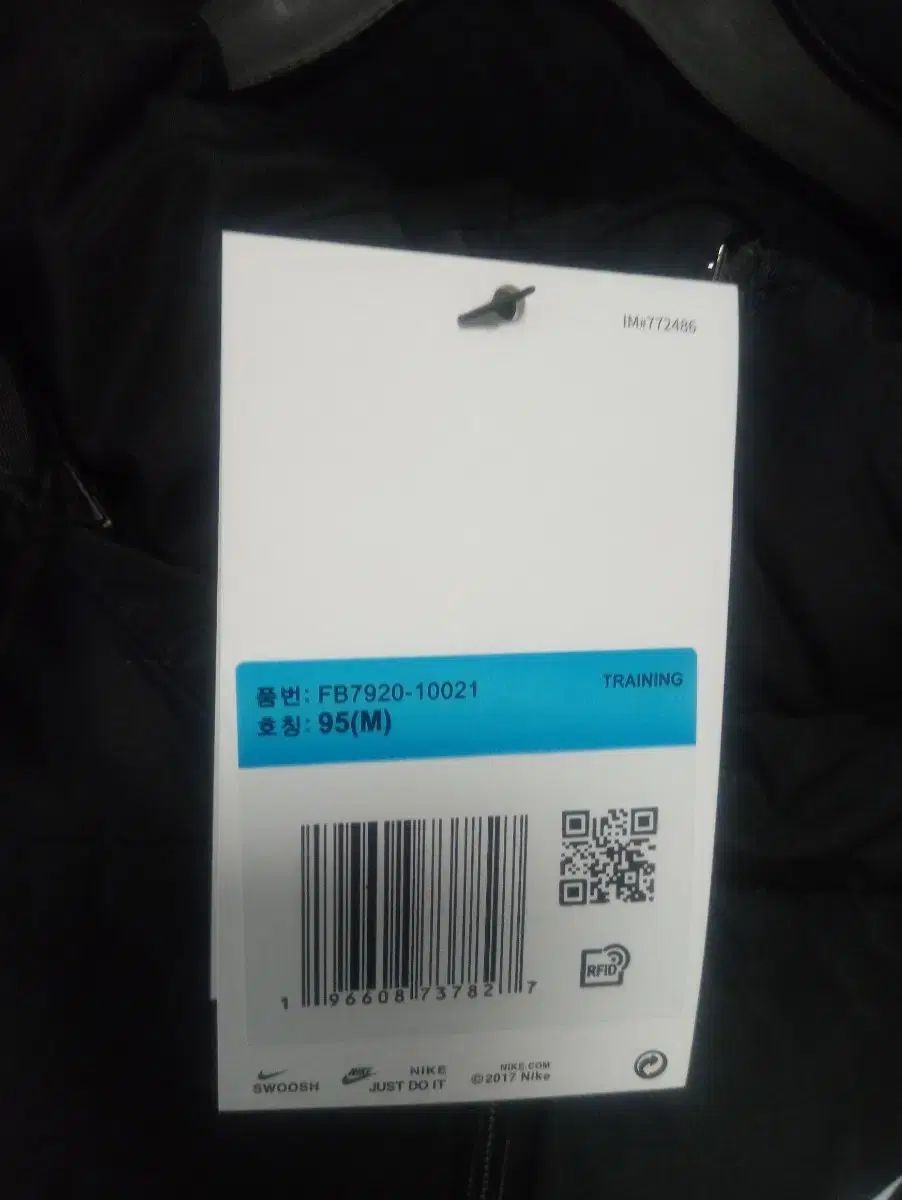 IM#772486
품번: FB7920-10021
TRAINING
호칭: 95(M)
1 96608 73782 7
RFID
SWOOSH
NIKE
NIKE
JUST DO IT
NIKE.COM
©2017 Nike